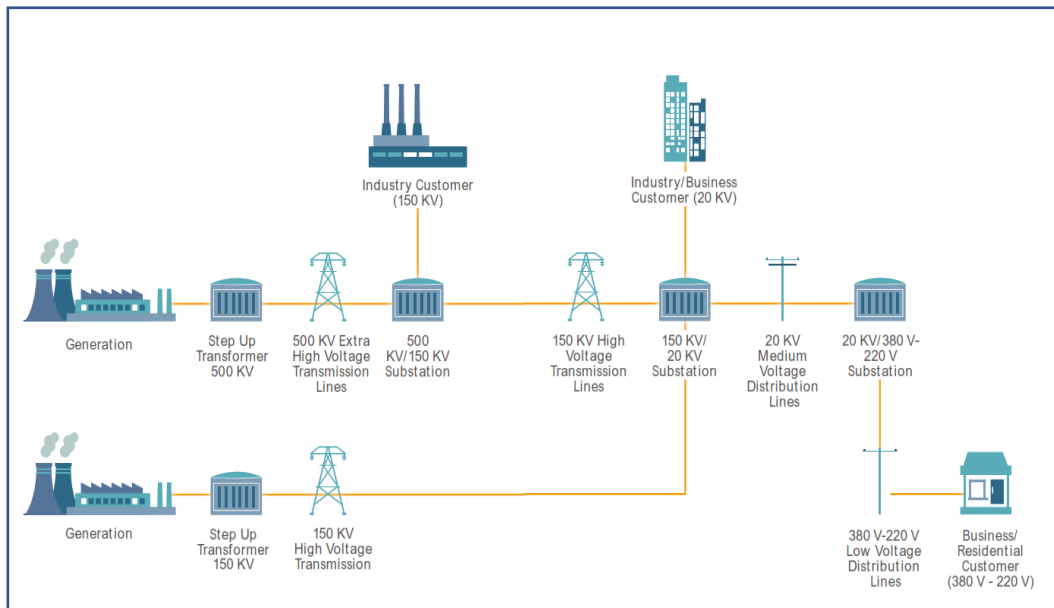 Industry Customer
(150 KV)
Industry/Business
Customer (20 KV)
Generation
Step Up
Transformer
500 KV
500 KV Extra
High Voltage
Transmission
Lines
500
KV/150 KV
Substation
150 KV High
Voltage
Transmission
Lines
150 KV/
20 KV
Substation
20 KV
Medium
Voltage
Distribution
Lines
20 KV/380 V-
220 V
Substation
Generation
Step Up
Transformer
150 KV
150 KV
High Voltage
Transmission
380 V-220 V
Low Voltage
Distribution
Lines
Business/
Residential
Customer
(380 V - 220 V)